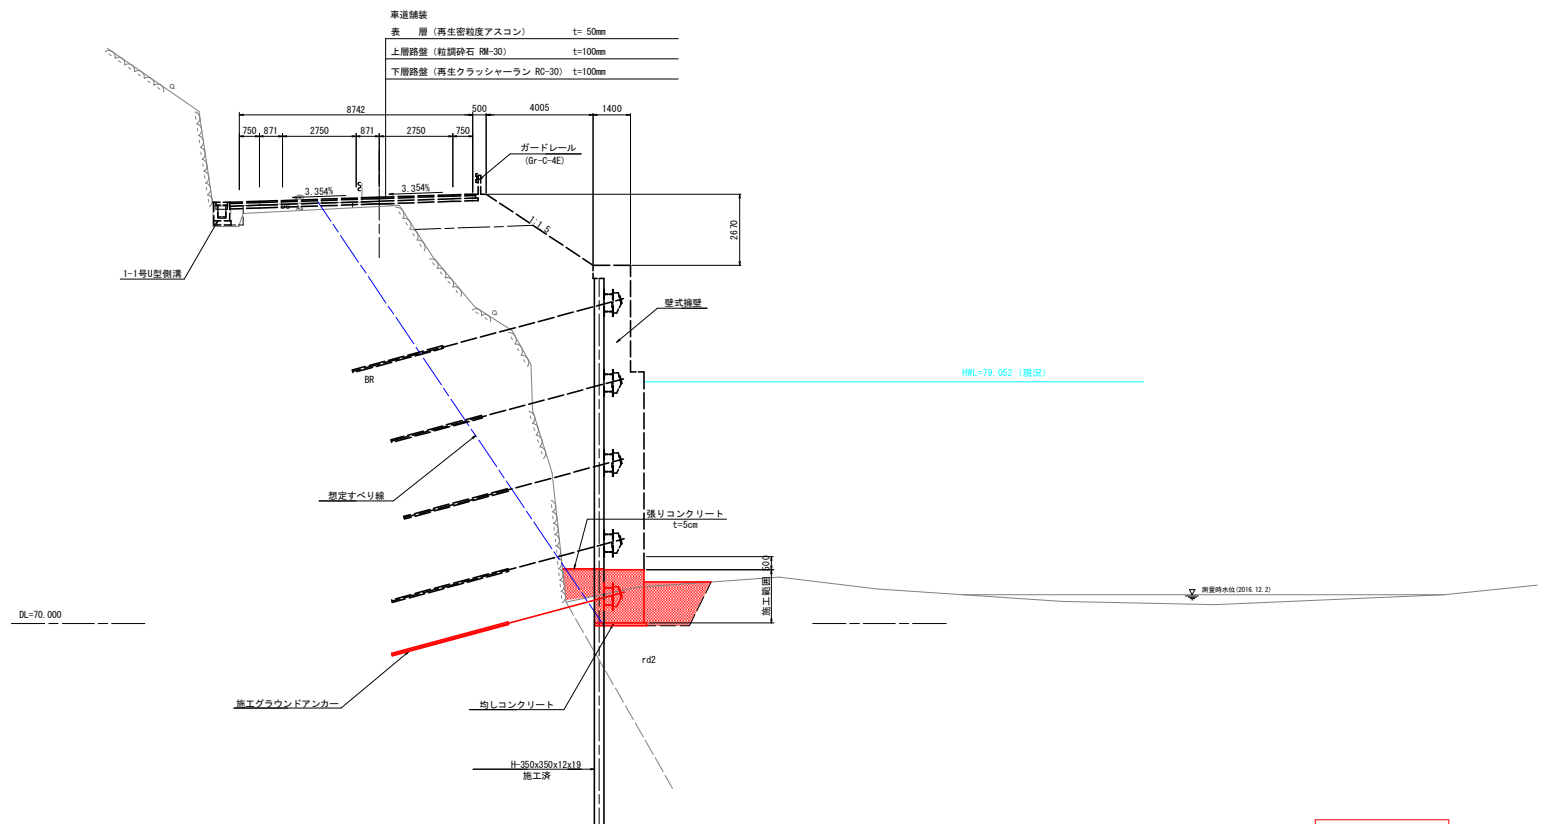 車道舗装
表　　層（再生密粒度アスコン）　t= 50mm
上層路盤（粒調砕石 RM-30）　t=100mm
下層路盤（再生クラッシャーラン RC-30）　t=100mm
8742 500 4005 1400
750 871 2750 871 2750 750
ガードレール
(Gr-C-4E)
3.354% 3.354%
1:1.5
2670
1-1号U型側溝
壁式擁壁
HWL=79.052（現況）
BR
想定すべり線
張りコンクリート
t=5cm
500
施工範囲
測量時水位(2016.12.2)
DL=70.000
rd2
施工グラウンドアンカー
均しコンクリート
H-350x350x12x19
施工済